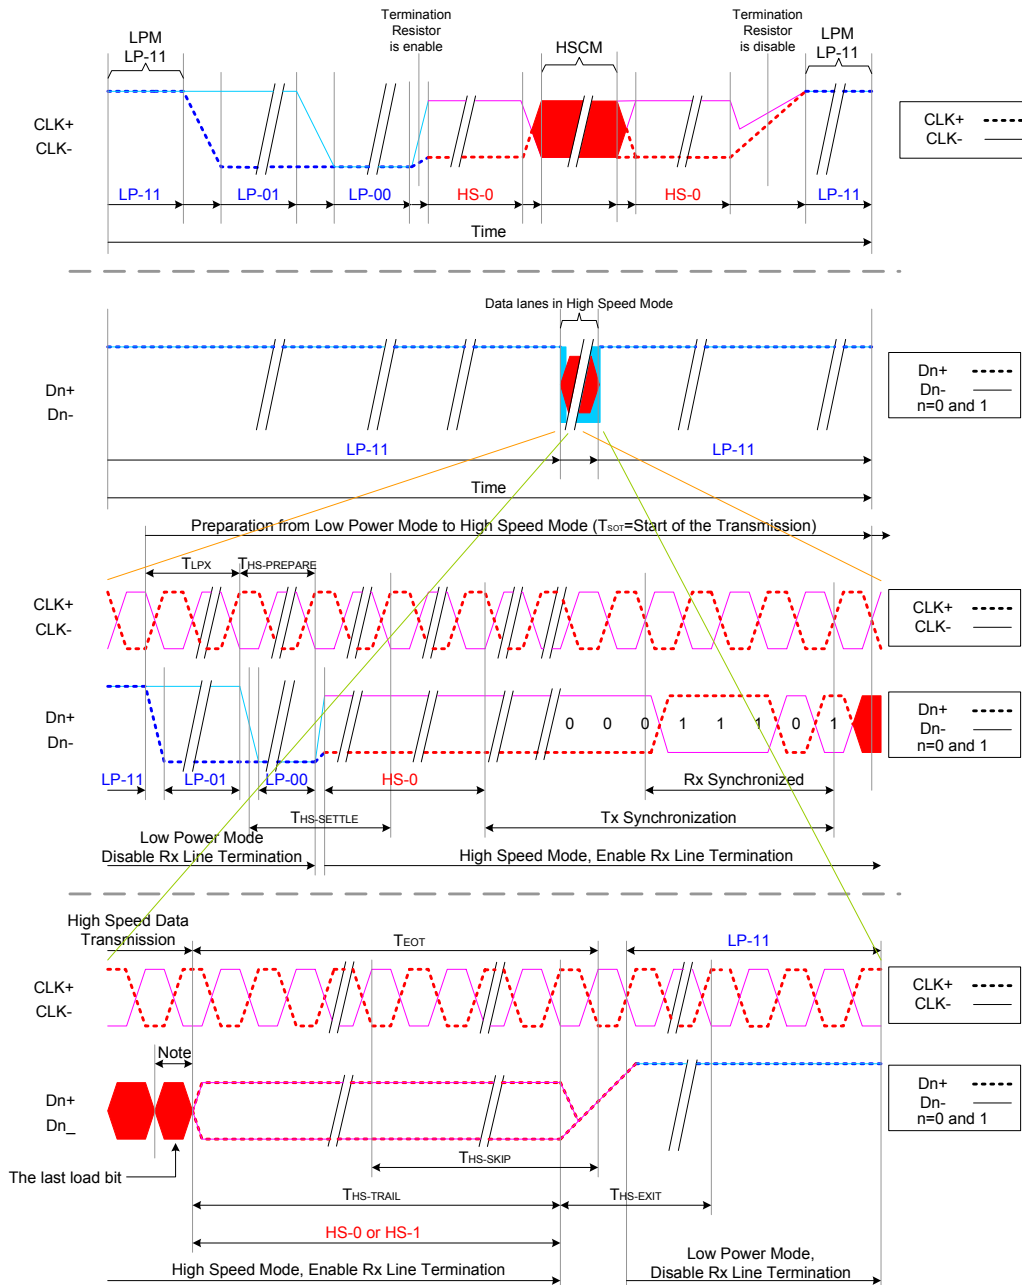 Termination
Resistor
is enable
Termination
Resistor
is disable
LPM
LP-11
HSCM
LPM
LP-11
CLK+
CLK-
CLK+
CLK-
LP-11
LP-01
LP-00
HS-0
HS-0
LP-11
Time
Data lanes in High Speed Mode
Dn+
Dn-
Dn+
Dn-
n=0 and 1
LP-11
LP-11
Time
Preparation from Low Power Mode to High Speed Mode (TSOT=Start of the Transmission)
TLPX
THS-PREPARE
CLK+
CLK-
CLK+
CLK-
Dn+
Dn-
0 0 0 1 1 1 0 1
Dn+
Dn-
n=0 and 1
LP-11
LP-01
LP-00
HS-0
Rx Synchronized
THS-SETTLE
Tx Synchronization
Low Power Mode
Disable Rx Line Termination
High Speed Mode, Enable Rx Line Termination
High Speed Data
Transmission
TEOT
LP-11
CLK+
CLK-
CLK+
CLK-
Note
Dn+
Dn_
Dn+
Dn-
n=0 and 1
The last load bit
THS-SKIP
THS-TRAIL
THS-EXIT
HS-0 or HS-1
High Speed Mode, Enable Rx Line Termination
Low Power Mode,
Disable Rx Line Termination